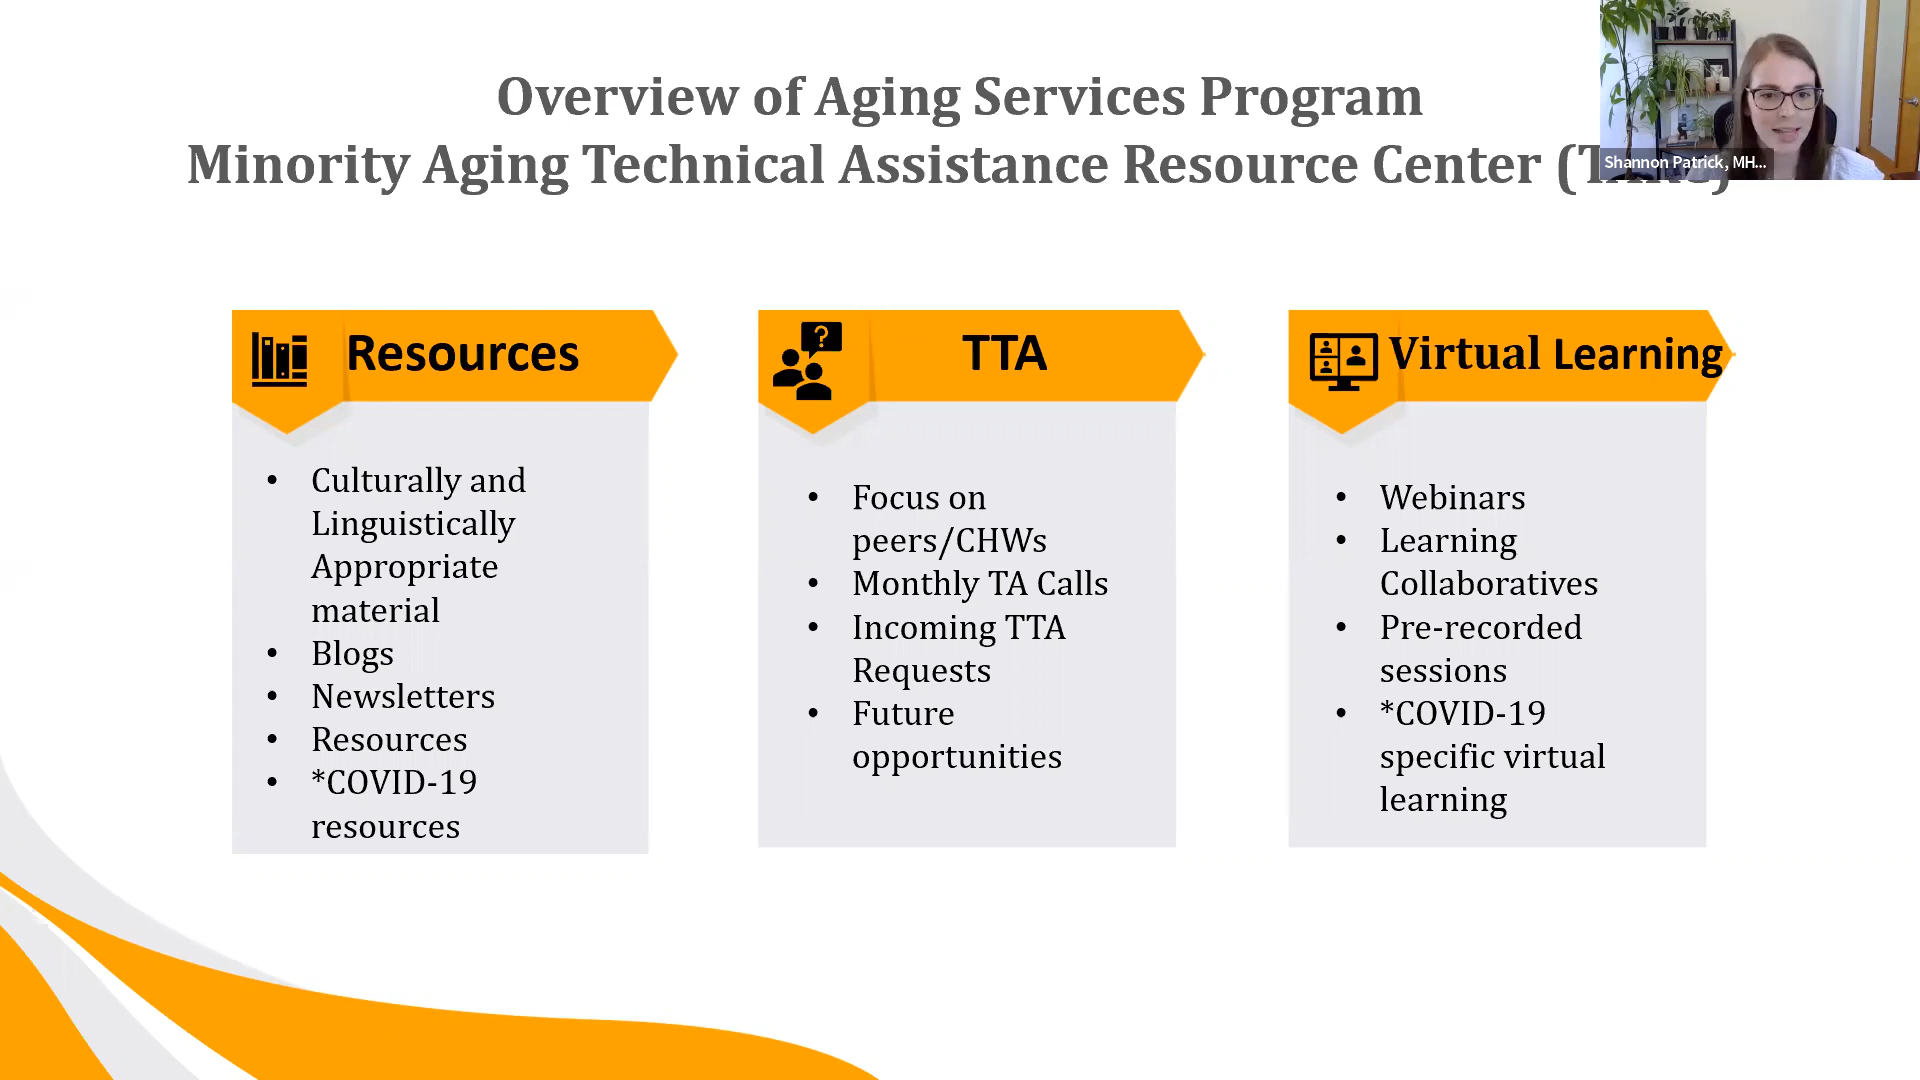 Overview of Aging Services Program
Minority Aging Technical Assistance Resource Center
Shannon Patrick, MH...
Resources
Culturally and
Linguistically
Appropriate
material
Blogs
Newsletters
Resources
*COVID-19
resources
?
TTA
Focus on
peers/CHWs
Monthly TA Calls
Incoming TTA
Requests
Future
opportunities
Virtual Learning
Webinars
Learning
Collaboratives
Pre-recorded
sessions
*COVID-19
specific virtual
learning